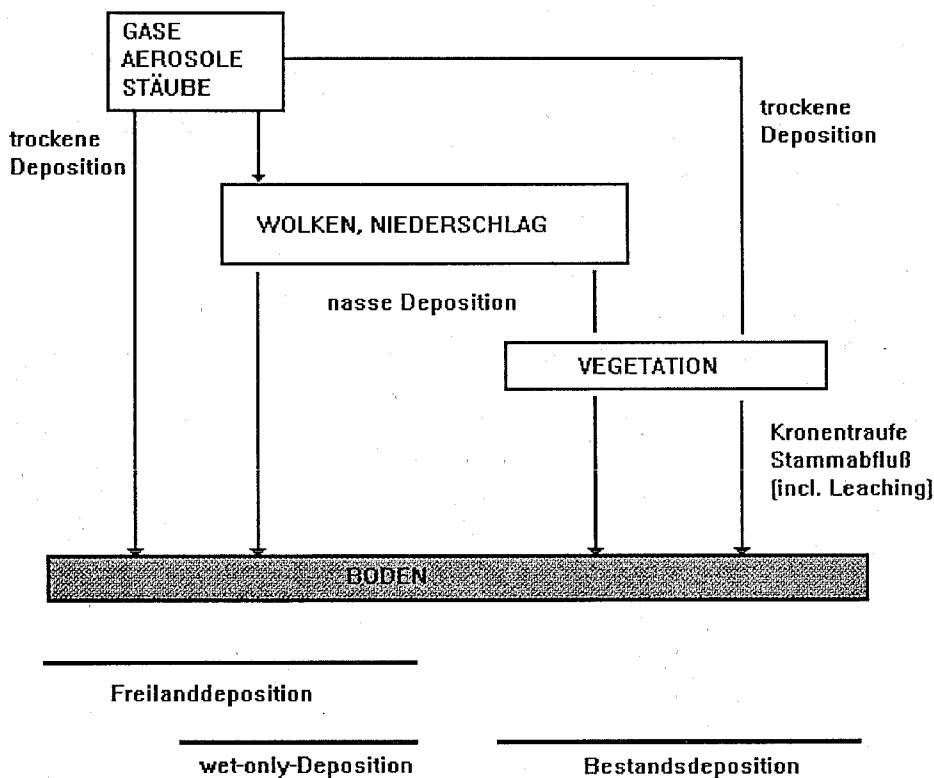 GASE
AEROSOLE
STÄUBE
trockene
Deposition
trockene
Deposition
WOLKEN, NIEDERSCHLAG
nasse Deposition
VEGETATION
Kronentraufe
Stammabfluß
(incl. Leaching)
BODEN
Freilanddeposition
wet-only-Deposition
Bestandsdeposition